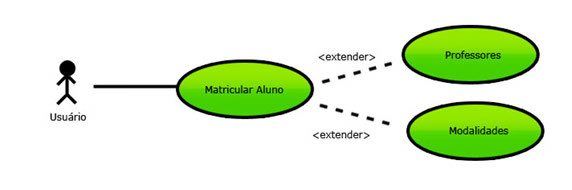 <extender>
Professores
Matricular Aluno
Usuário
<extender>
Modalidades